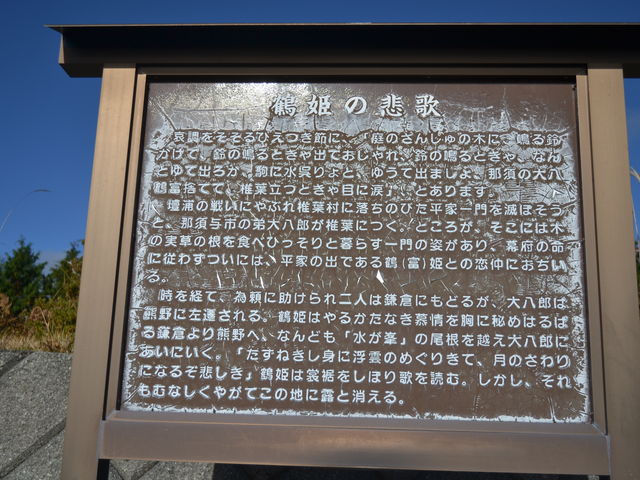 鶴姫の悲歌
哀調をそそるひえつき節に、「庭のさんしゅの木に、鳴る鈴
かけて、鈴の鳴るときゃ出ておじゃれ、鈴の鳴るときゃ、なん
とゆて出ろか、駒に水呉りょと、ゆうて出ましょ、那須の大八
鶴富捨てて、椎葉立つときゃ目に涙」、とあります。
壇浦の戦いにやぶれ椎葉村に落ちのびた平家一門を滅ぼそう
と、那須与市の弟大八郎が椎葉につく。ところが、そこには木
の実草の根を食べひっそりと暮らす一門の姿があり、幕府の命
に従わずついには、平家の出である鶴(富)姫との恋仲におちい
る。
時を経て、為頼に助けられ二人は鎌倉にもどるが、大八郎は
熊野に左遷される。鶴姫はやるかたなき慕情を胸に秘めはるば
る鎌倉より熊野へ、なんども「水が峯」の尾根を越え大八郎に
あいにいく。「たずねきし身に浮雲のめぐりきて、月のさわり
になるぞ悲しき」鶴姫は裳裾をしぼり歌を読む。しかし、それ
もむなしくやがてこの地に露と消える。